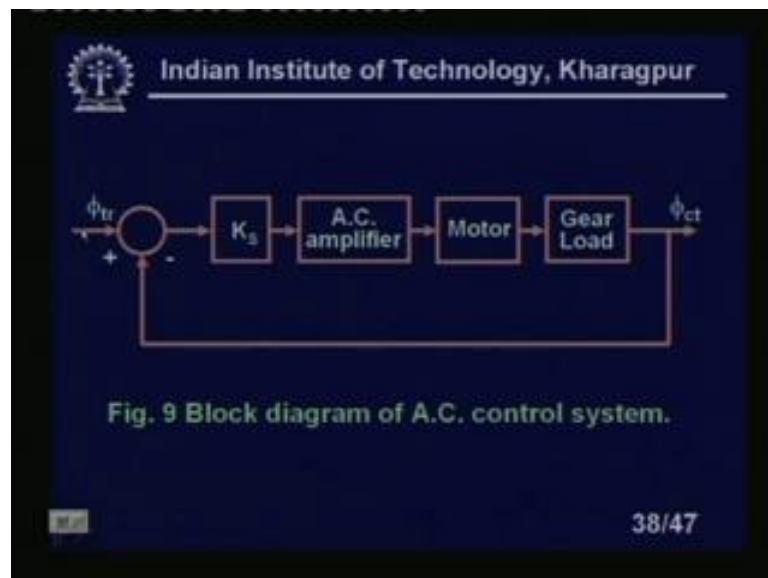 Indian Institute of Technology, Kharagpur
ϕtr
+
-
Ks
A.C.
amplifier
Motor
Gear
Load
ϕct
Fig. 9 Block diagram of A.C. control system.
38/47